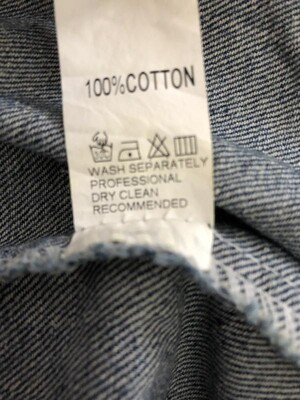 100%COTTON
WASH SEPARATELY
PROFESSIONAL
DRY CLEAN
RECOMMENDED